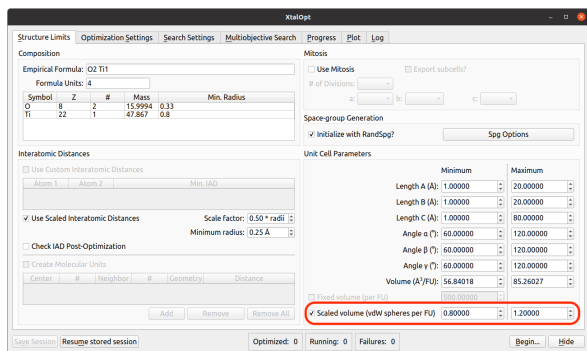 XtalOpt
Structure Limits Optimization Settings Search Settings Multiobjective Search Progress Plot Log
Composition
Empirical Formula: O2 Ti1
Formula Units: 4
Symbol Z # Mass Min. Radius
O 8 2 15.9994 0.33
Ti 22 1 47.867 0.8
Mitosis
Use Mitosis Export subcells?
# of Divisions:
a: b: c:
Space-group Generation
Initialize with RandSpg? Spg Options
Interatomic Distances
Use Custom Interatomic Distances
Atom 1 Atom 2 Min. IAD
Use Scaled Interatomic Distances Scale factor: 0.50 * radii
Minimum radius: 0.25 Å
Check IAD Post-Optimization
Create Molecular Units
Center # Neighbor # Geometry Distance
Add Remove Remove All
Unit Cell Parameters
Minimum Maximum
Length A (Å): 1.00000 20.00000
Length B (Å): 1.00000 20.00000
Length C (Å): 1.00000 80.00000
Angle α (°): 60.00000 120.00000
Angle β (°): 60.00000 120.00000
Angle γ (°): 60.00000 120.00000
Volume (Å³/FU): 56.84018 85.26027
Fixed volume (per FU) 500.00000
Scaled volume (vdW spheres per FU) 0.80000 1.20000
Save Session Resume stored session Optimized: 0 Running: 0 Failures: 0 Begin... Hide